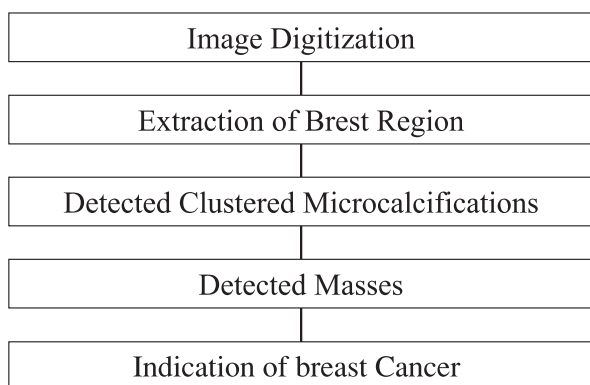 Image Digitization
Extraction of Brest Region
Detected Clustered Microcalcifications
Detected Masses
Indication of breast Cancer